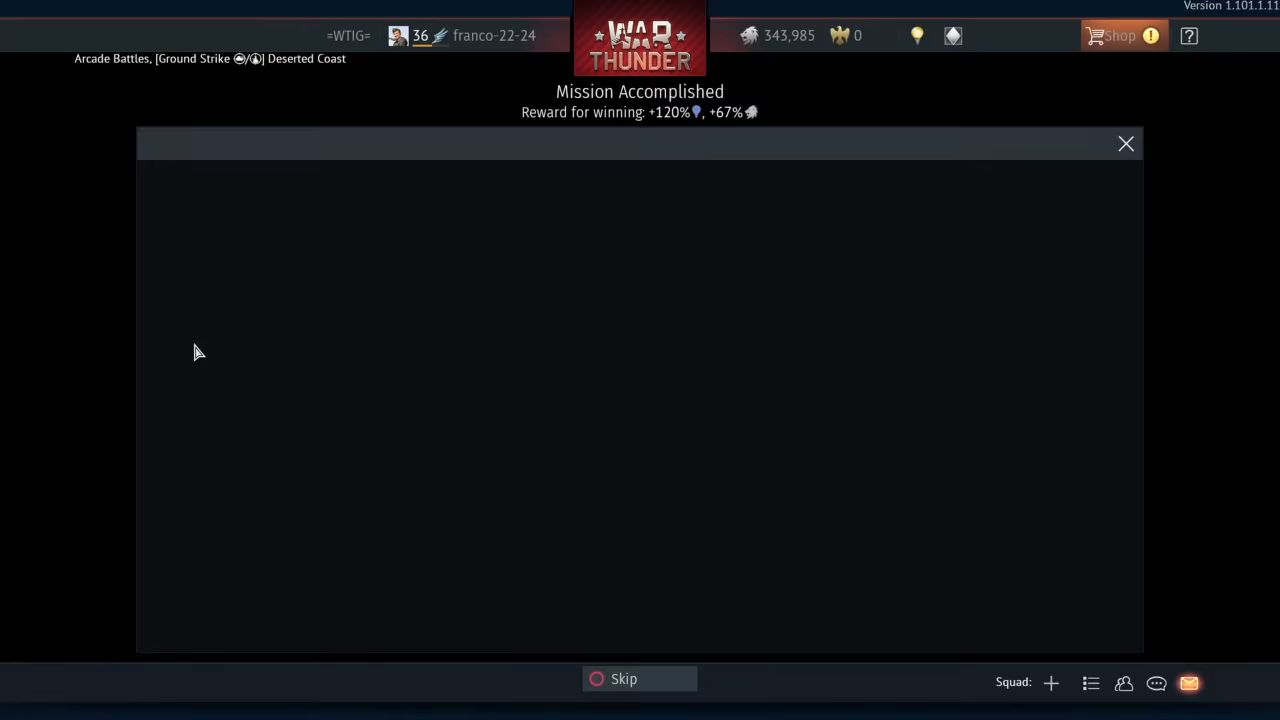 Version 1.101.1.11
=WTIG= 36 franco-22-24 WAR THUNDER 343,985 0 Shop ! ?
Arcade Battles, [Ground Strike /] Deserted Coast
Mission Accomplished
Reward for winning: +120%, +67%
Skip
Squad: +